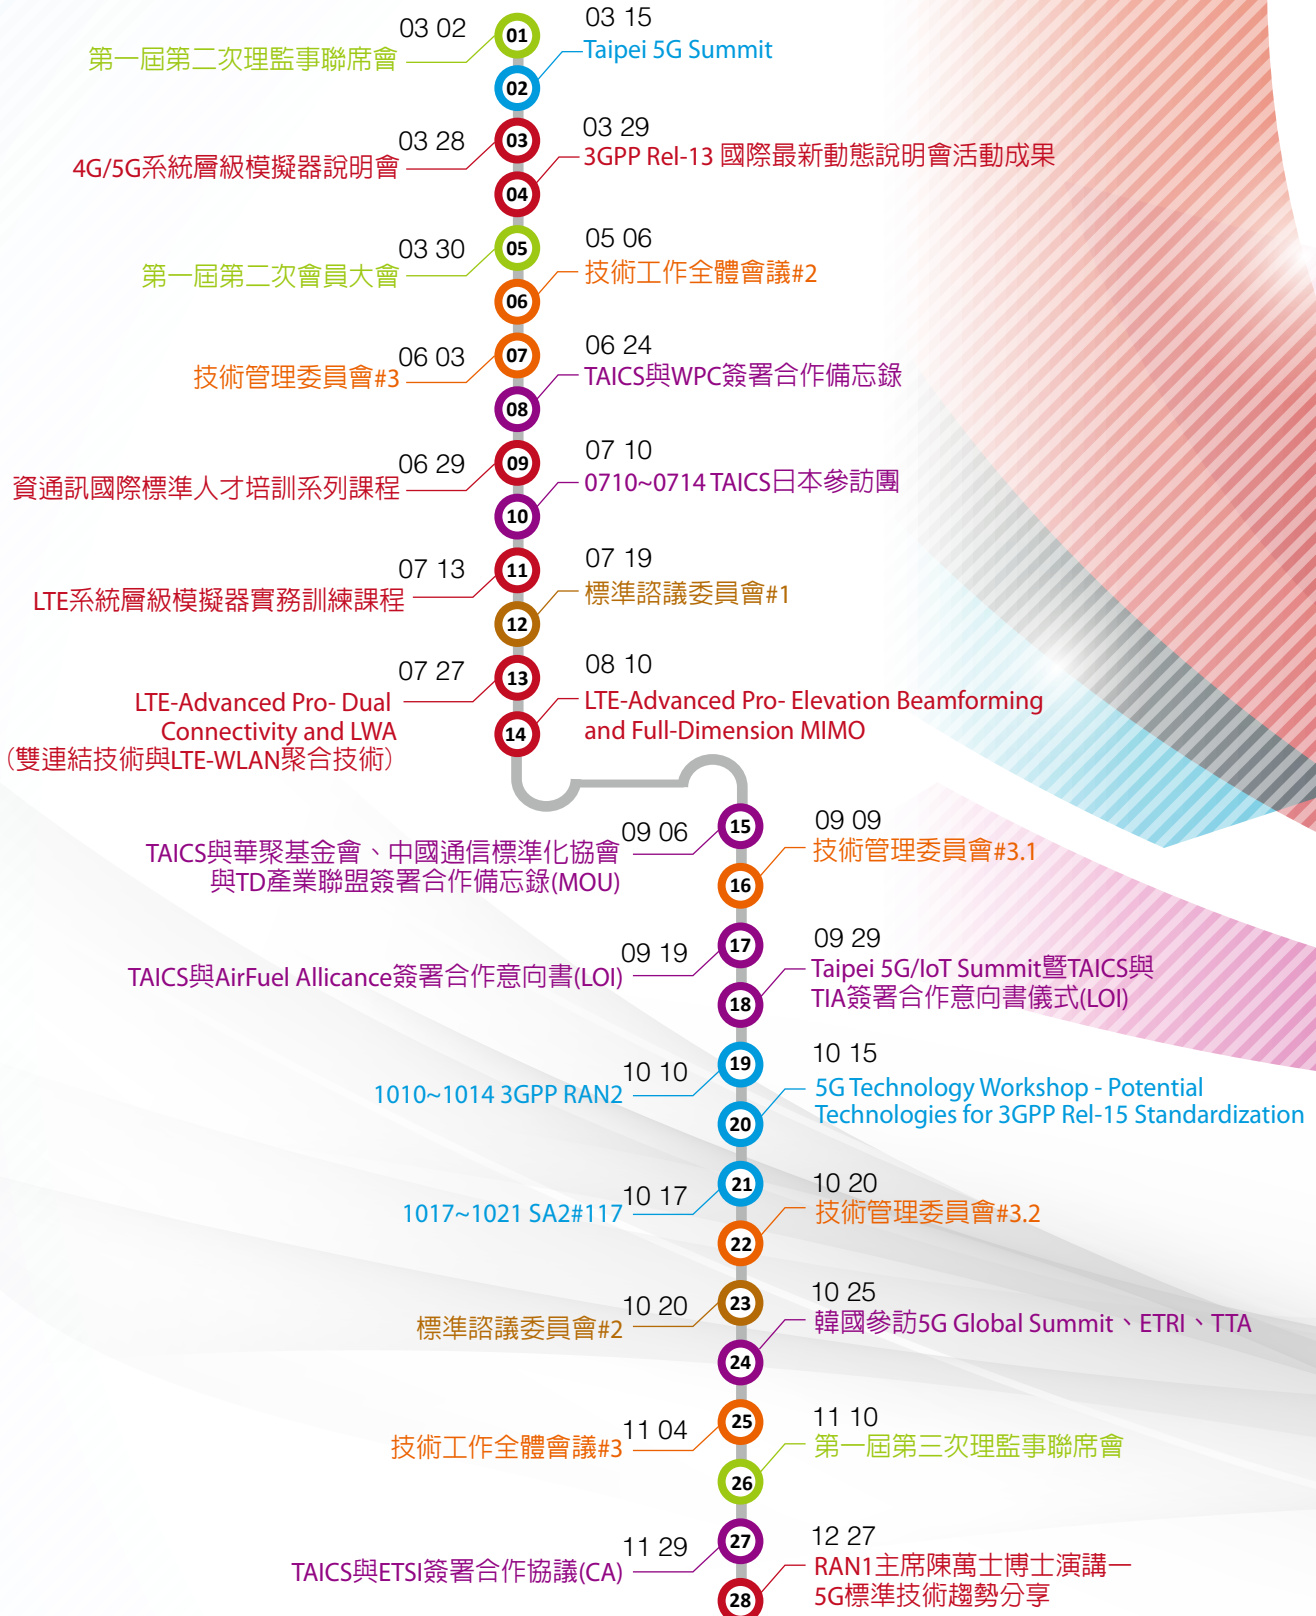 03 02
第一屆第二次理監事聯席會
01
03 15
Taipei 5G Summit
02
03 28
4G/5G系統層級模擬器說明會
03
03 29
3GPP Rel-13 國際最新動態說明會活動成果
04
03 30
第一屆第二次會員大會
05
05 06
技術工作全體會議#2
06
06 03
技術管理委員會#3
07
06 24
TAICS與WPC簽署合作備忘錄
08
06 29
資通訊國際標準人才培訓系列課程
09
07 10
0710~0714 TAICS日本參訪團
10
07 13
LTE系統層級模擬器實務訓練課程
11
07 19
標準諮議委員會#1
12
07 27
LTE-Advanced Pro- Dual
Connectivity and LWA
（雙連結技術與LTE-WLAN聚合技術）
13
08 10
LTE-Advanced Pro- Elevation Beamforming
and Full-Dimension MIMO
14
09 06
TAICS與華聚基金會、中國通信標準化協會
與TD產業聯盟簽署合作備忘錄(MOU)
15
09 09
技術管理委員會#3.1
16
09 19
TAICS與AirFuel Allicance簽署合作意向書(LOI)
17
09 29
Taipei 5G/IoT Summit暨TAICS與
TIA簽署合作意向書儀式(LOI)
18
10 10
1010~1014 3GPP RAN2
19
10 15
5G Technology Workshop - Potential
Technologies for 3GPP Rel-15 Standardization
20
10 17
1017~1021 SA2#117
21
10 20
技術管理委員會#3.2
22
10 20
標準諮議委員會#2
23
10 25
韓國參訪5G Global Summit、ETRI、TTA
24
11 04
技術工作全體會議#3
25
11 10
第一屆第三次理監事聯席會
26
11 29
TAICS與ETSI簽署合作協議(CA)
27
12 27
RAN1主席陳萬士博士演講—
5G標準技術趨勢分享
28